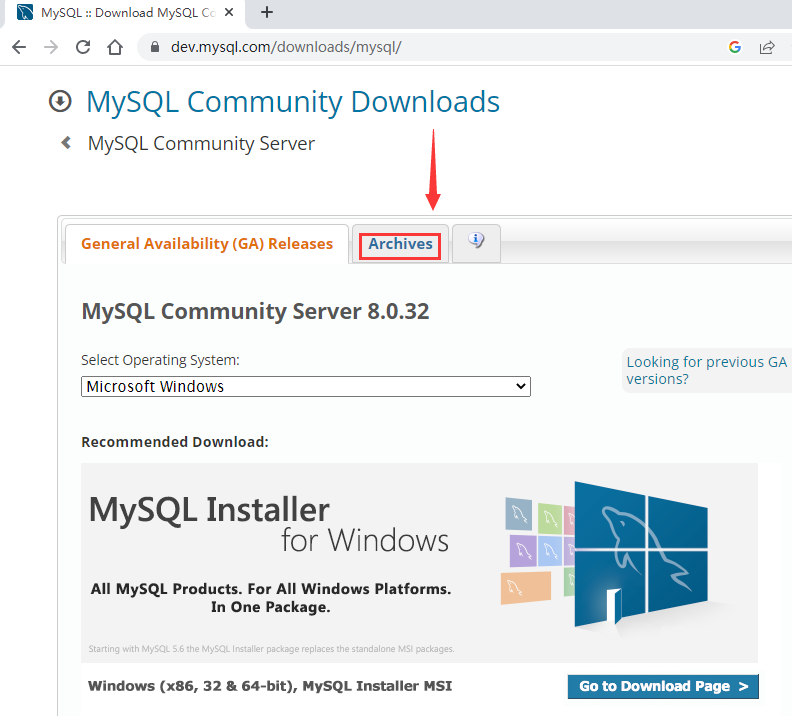 MySQL :: Download MySQL Co
dev.mysql.com/downloads/mysql/
MySQL Community Downloads
MySQL Community Server
General Availability (GA) Releases
Archives
MySQL Community Server 8.0.32
Select Operating System:
Microsoft Windows
Looking for previous GA
versions?
Recommended Download:
MySQL Installer
for Windows
All MySQL Products. For All Windows Platforms.
In One Package.
Starting with MySQL 5.6 the MySQL Installer package replaces the standalone MSI packages.
Windows (x86, 32 & 64-bit), MySQL Installer MSI
Go to Download Page >